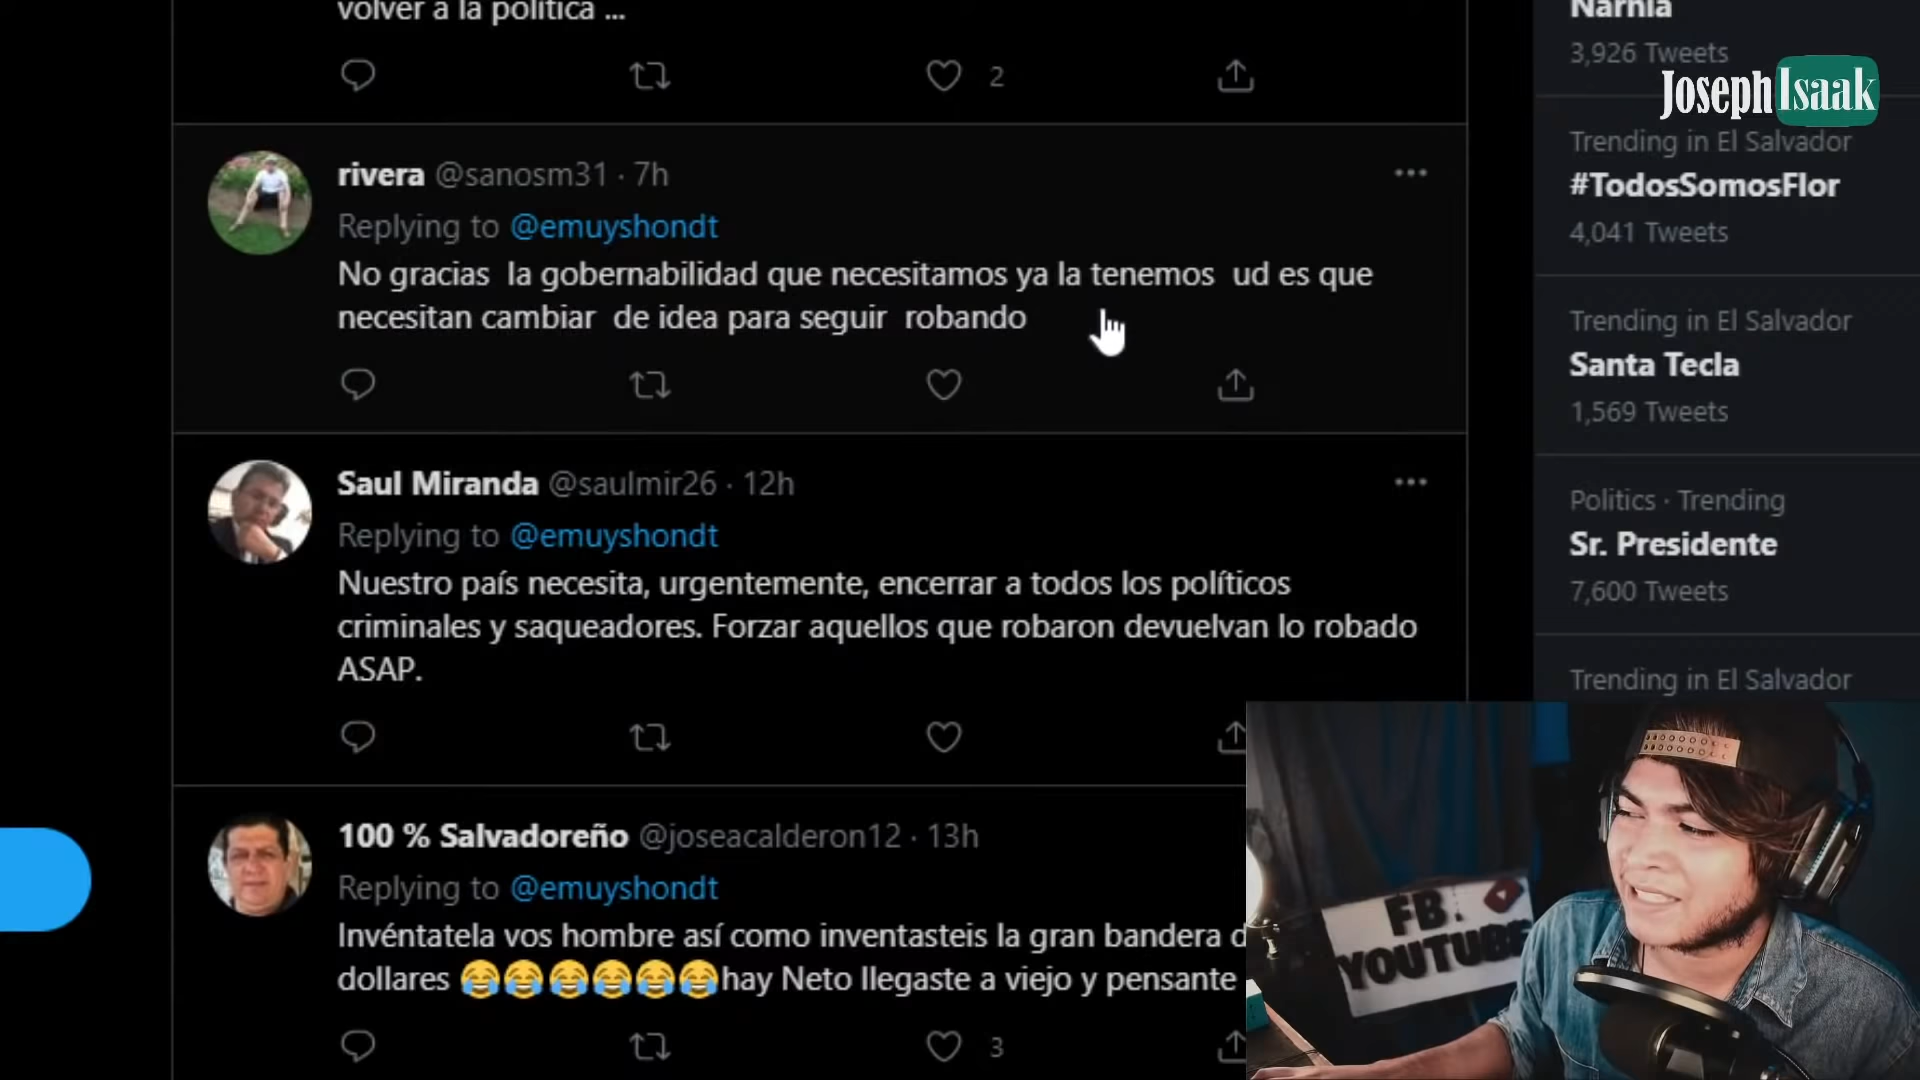 volver a la política ...
2
rivera @sanosm31 · 7h
Replying to @emuyshondt
No gracias la gobernabilidad que necesitamos ya la tenemos ud es que
necesitan cambiar de idea para seguir robando
Saul Miranda @saulmir26 · 12h
Replying to @emuyshondt
Nuestro país necesita, urgentemente, encerrar a todos los políticos
criminales y saqueadores. Forzar aquellos que robaron devuelvan lo robado
ASAP.
100 % Salvadoreño @joseacalderon12 · 13h
Replying to @emuyshondt
Invéntatela vos hombre así como inventasteis la gran bandera d
dollares 😂😂😂😂😂😂hay Neto llegaste a viejo y pensante
3
Narnia
3,926 Tweets
Joseph Isaak
Trending in El Salvador
#TodosSomosFlor
4,041 Tweets
Trending in El Salvador
Santa Tecla
1,569 Tweets
Politics · Trending
Sr. Presidente
7,600 Tweets
Trending in El Salvador
FB.
YOUTUBE